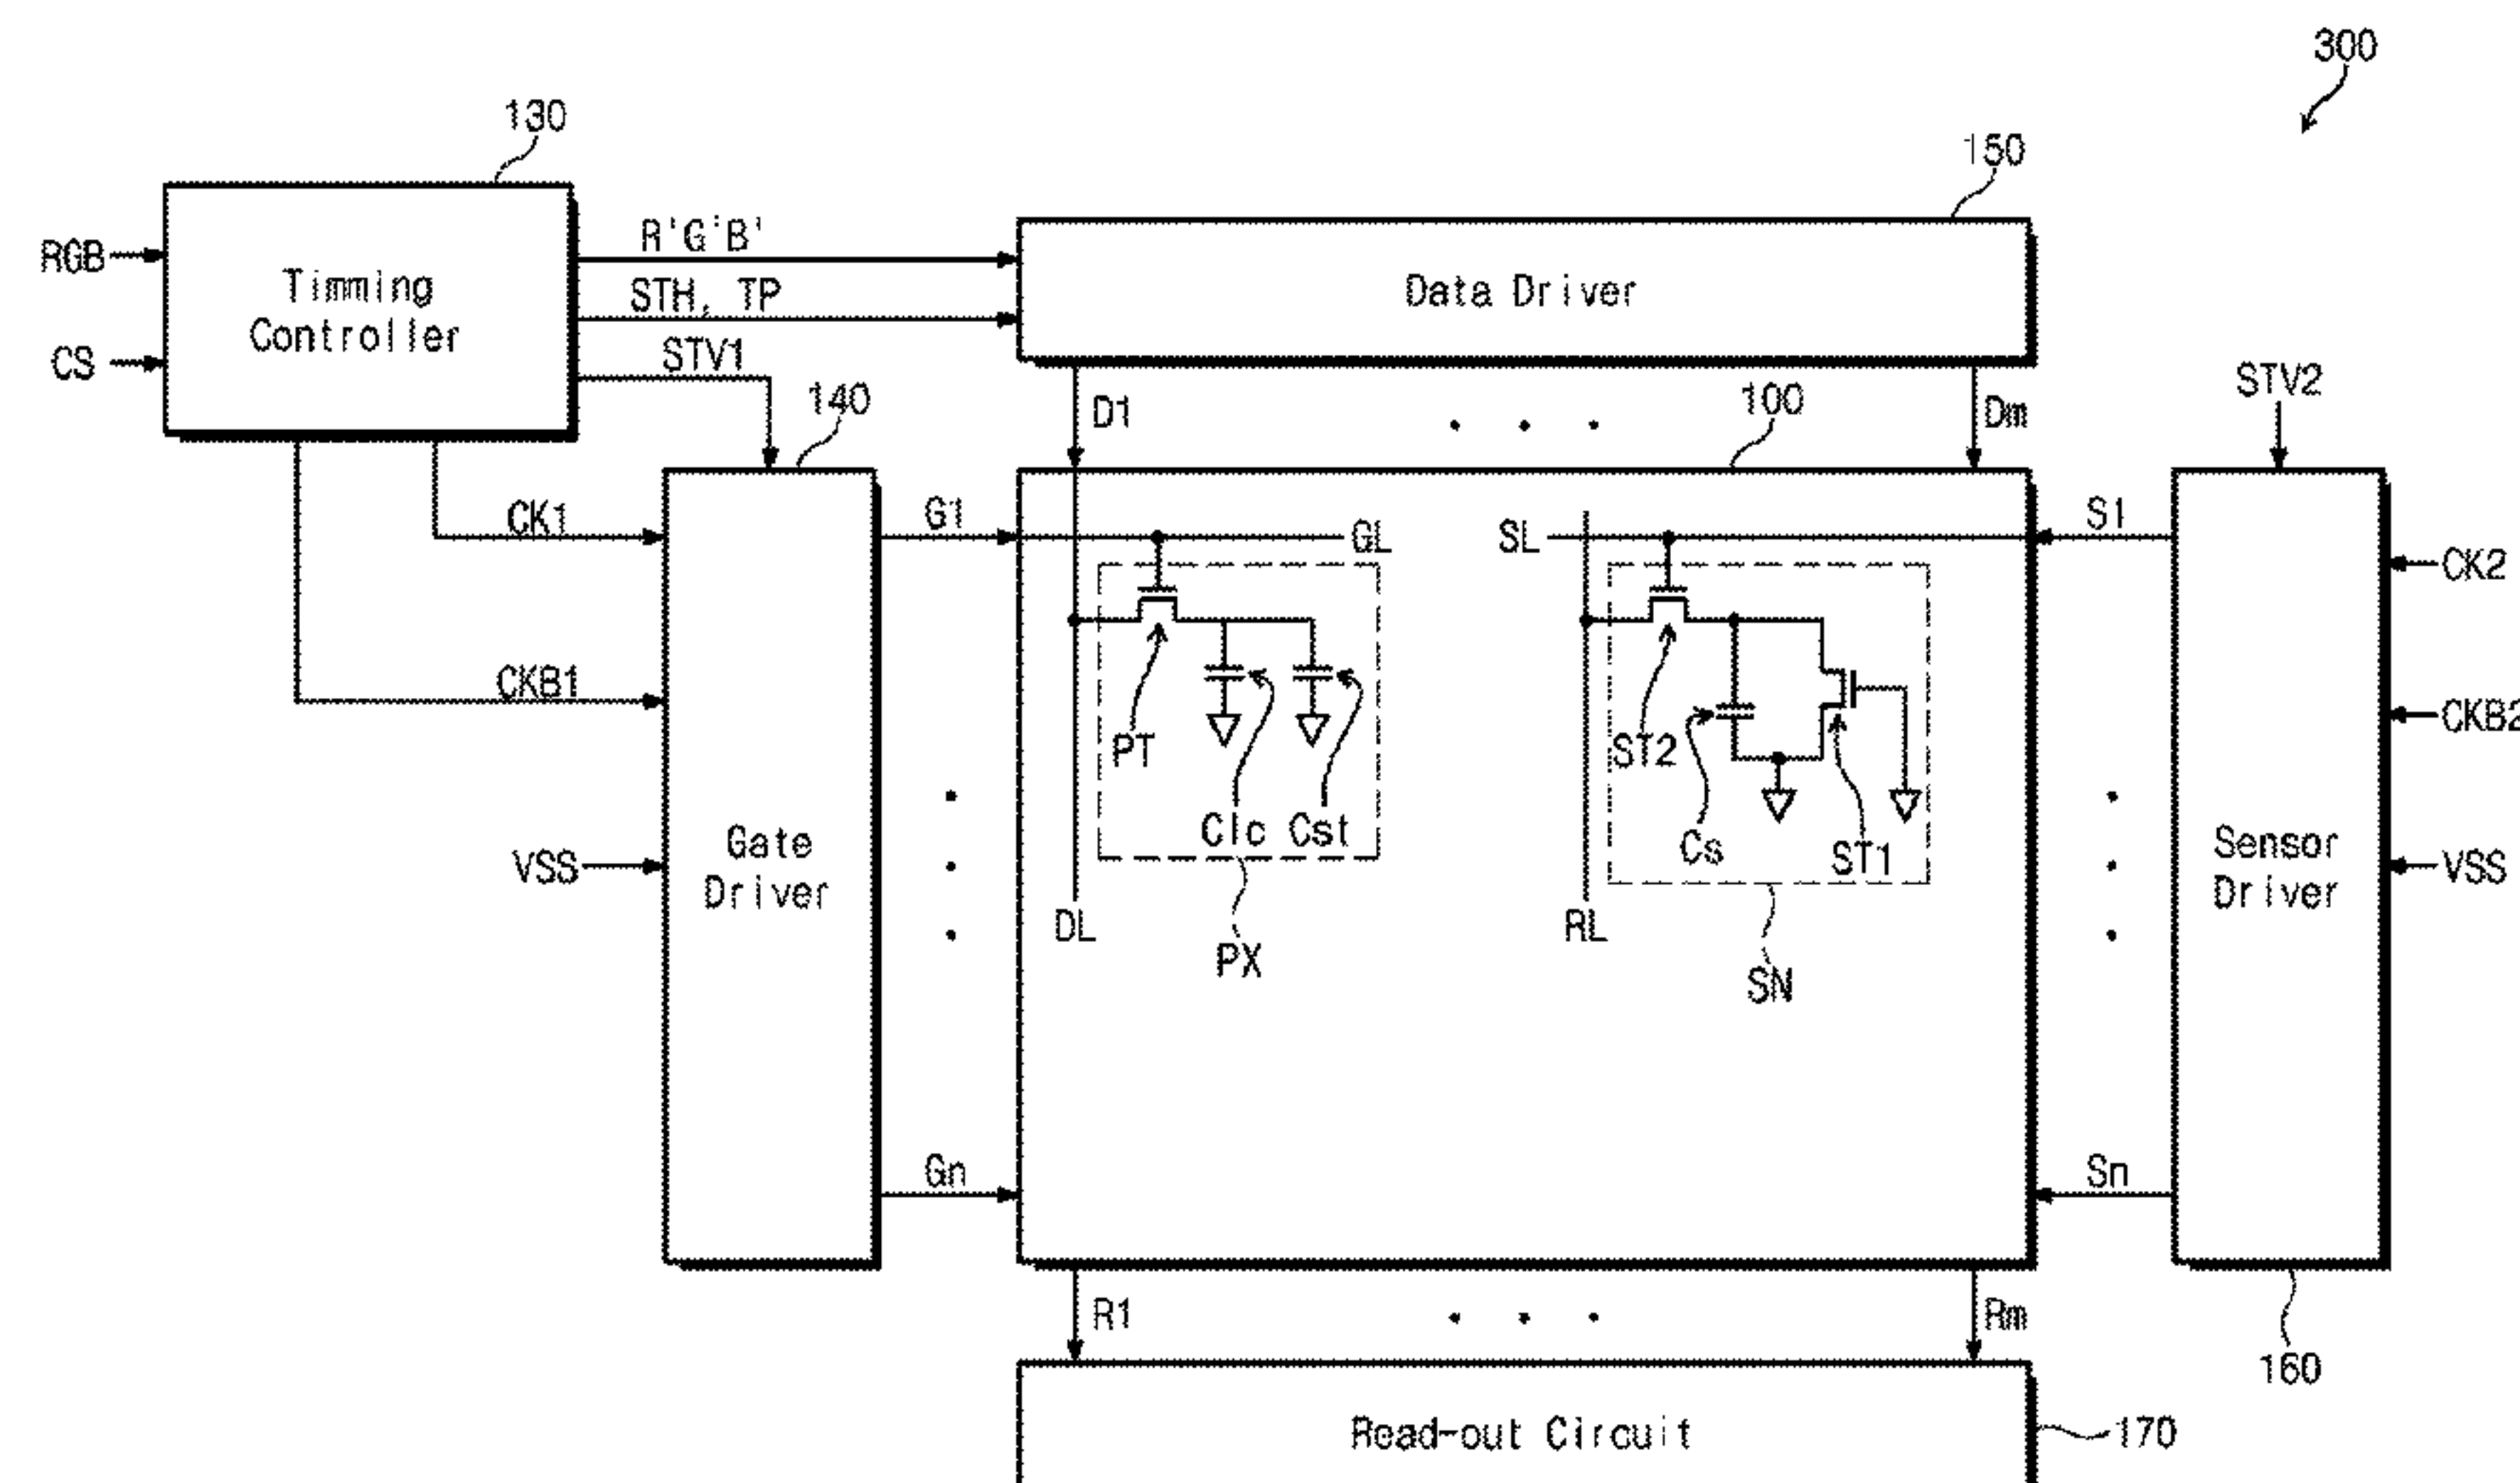 300
130
150
RGB
CS
Timming
Controller
R'G'B'
STH, TP
STV1
Data Driver
140
D1
100
Dm
STV2
CK1
G1
GL
SL
S1
CK2
CKB1
CKB2
PT
ST2
Clc
Cst
Cs
ST1
VSS
Gate
Driver
Sensor
Driver
VSS
DL
PX
RL
SN
Gn
Sn
R1
Rm
160
Read-out Circuit
170